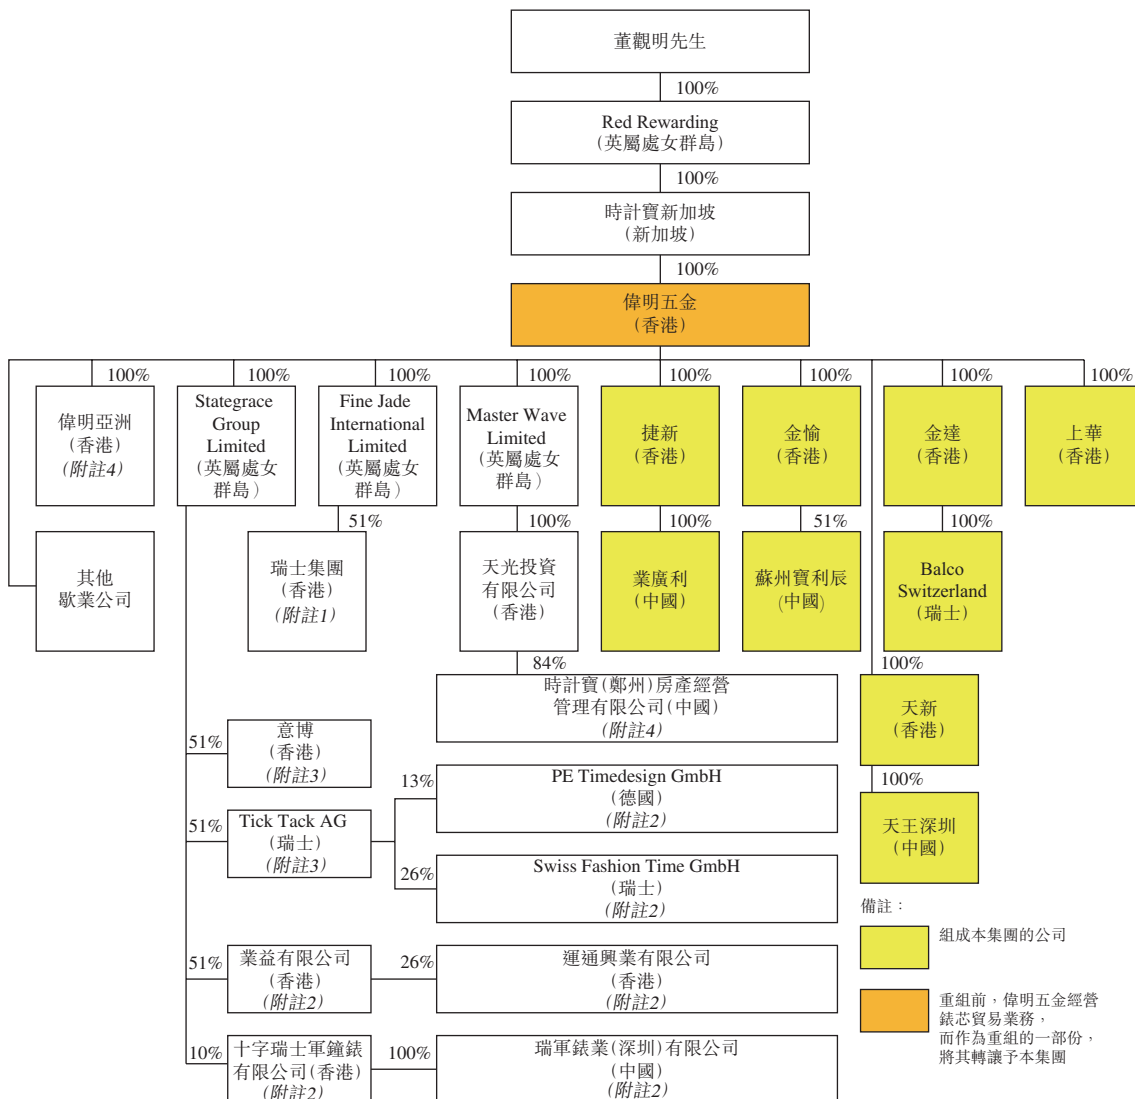 董觀明先生
100%
Red Rewarding
(英屬處女群島)
100%
時計寶新加坡
(新加坡)
100%
偉明五金
(香港)
100%
100%
100%
100%
100%
100%
100%
100%
偉明亞洲
(香港)
(附註4)
Stategrace
Group
Limited
(英屬處女
群島)
Fine Jade
International
Limited
(英屬處女
群島)
Master Wave
Limited
(英屬處女
群島)
捷新
(香港)
金愉
(香港)
金達
(香港)
上華
(香港)
51%
100%
100%
51%
100%
其他
歇業公司
瑞士集團
(香港)
(附註1)
天光投資
有限公司
(香港)
業廣利
(中國)
蘇州寶利辰
(中國)
Balco
Switzerland
(瑞士)
84%
100%
時計寶(鄭州)房產經營
管理有限公司(中國)
(附註4)
天新
(香港)
51%
意博
(香港)
(附註3)
100%
天王深圳
(中國)
51%
Tick Tack AG
(瑞士)
(附註3)
13%
PE Timedesign GmbH
(德國)
(附註2)
26%
Swiss Fashion Time GmbH
(瑞士)
(附註2)
51%
業益有限公司
(香港)
(附註2)
26%
運通興業有限公司
(香港)
(附註2)
10%
十字瑞士軍鐘錶
有限公司(香港)
(附註2)
100%
瑞軍錶業(深圳)有限公司
(中國)
(附註2)
備註：
組成本集團的公司
重組前，偉明五金經營
錶芯貿易業務，
而作為重組的一部份，
將其轉讓予本集團